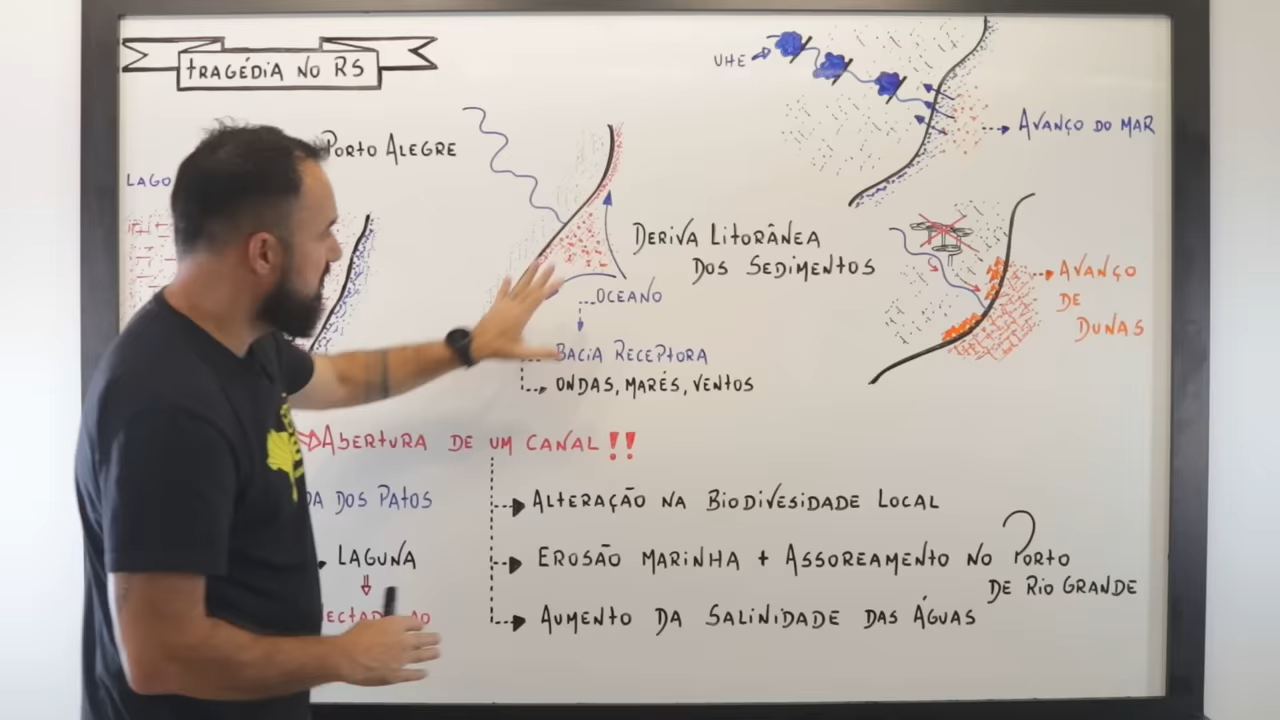 TRAGÉDIA NO RS
UHE
AVANÇO DO MAR
PORTO ALEGRE
LAGO
DERIVA LITORÂNEA
DOS SEDIMENTOS
OCEANO
AVANÇO
DE
DUNAS
BACIA RECEPTORA
ONDAS, MARÉS, VENTOS
ABERTURA DE UM CANAL!!
DOS PATOS
ALTERAÇÃO NA BIODIVESIDADE LOCAL
LAGUNA
EROSÃO MARINHA + ASSOREAMENTO NO PORTO
DE RIO GRANDE
AUMENTO DA SALINIDADE DAS ÁGUAS